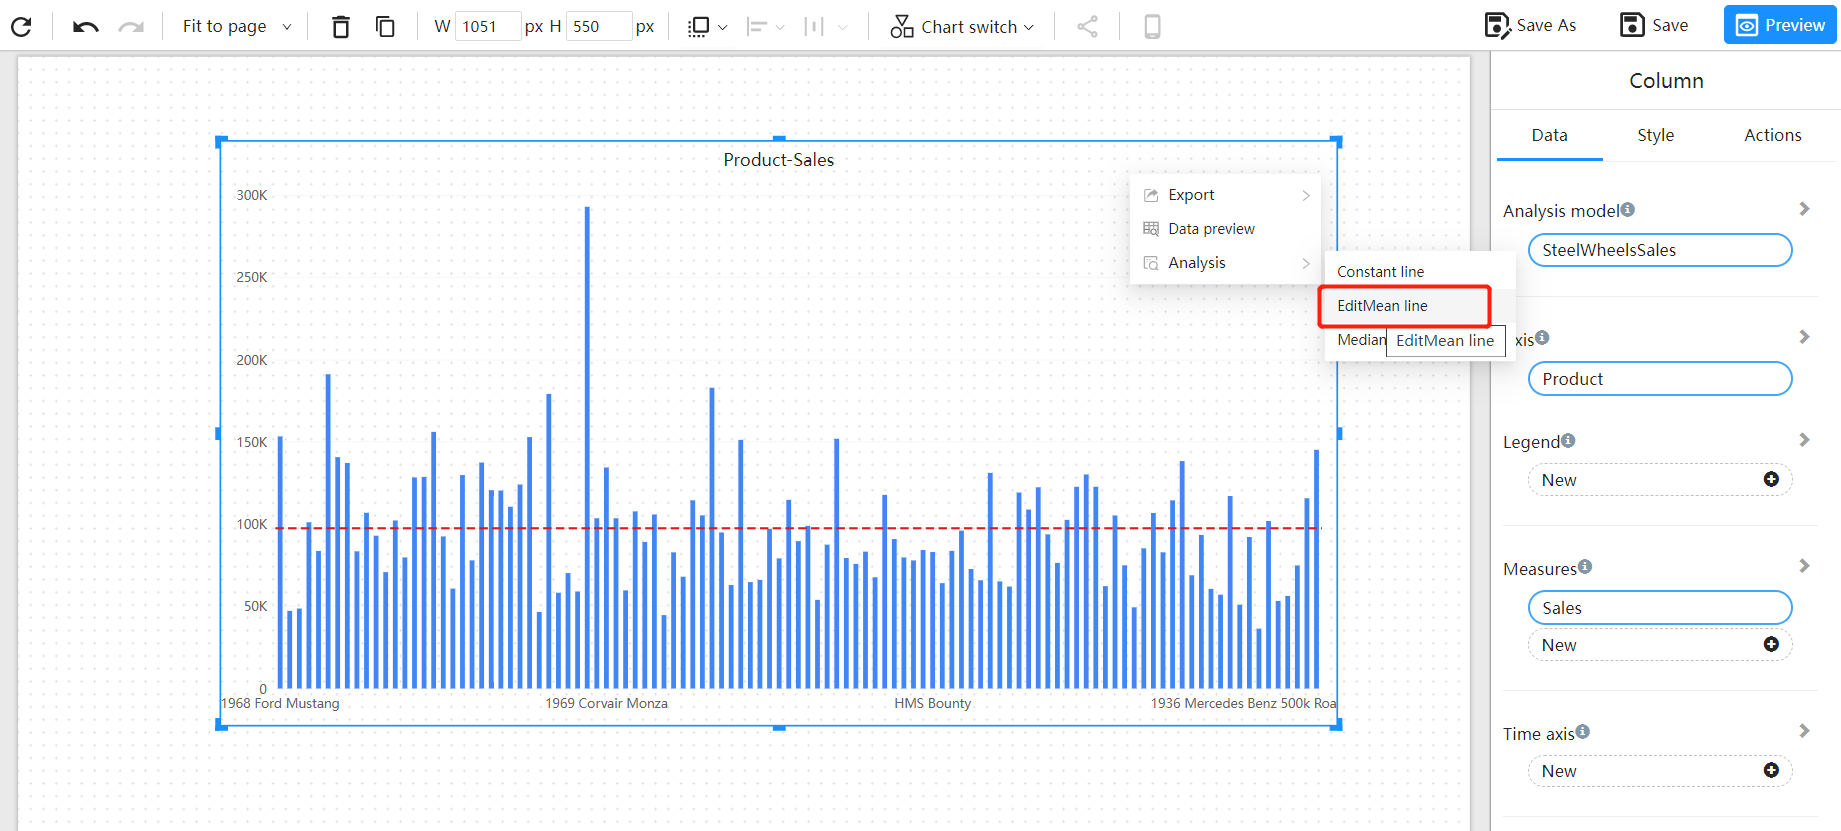 Fit to page
W 1051 px H 550 px
Chart switch
Save As
Save
Preview
Column
Data
Style
Actions
Product-Sales
300K
250K
200K
150K
100K
50K
0
1968 Ford Mustang
1969 Corvair Monza
HMS Bounty
1936 Mercedes Benz 500k Roa
Export
Data preview
Analysis
Constant line
EditMean line
Median
EditMean line
Analysis model
SteelWheelsSales
xis
Product
Legend
New
Measures
Sales
New
Time axis
New